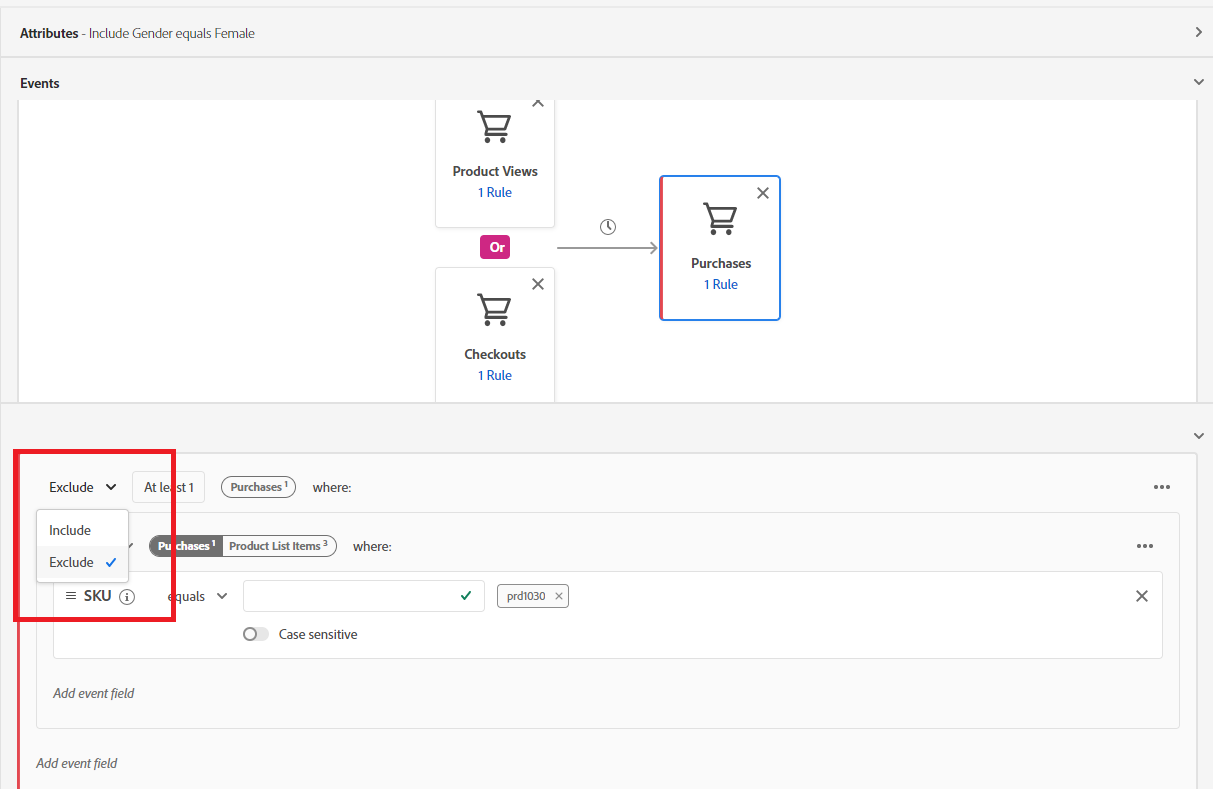 Attributes - Include Gender equals Female
Events
Product Views
1 Rule
Or
Purchases
1 Rule
Checkouts
1 Rule
Exclude At least 1 Purchases 1 where:
Include
Purchases 1 Product List Items 3 where:
Exclude
SKU equals prd1030
Case sensitive
Add event field
Add event field